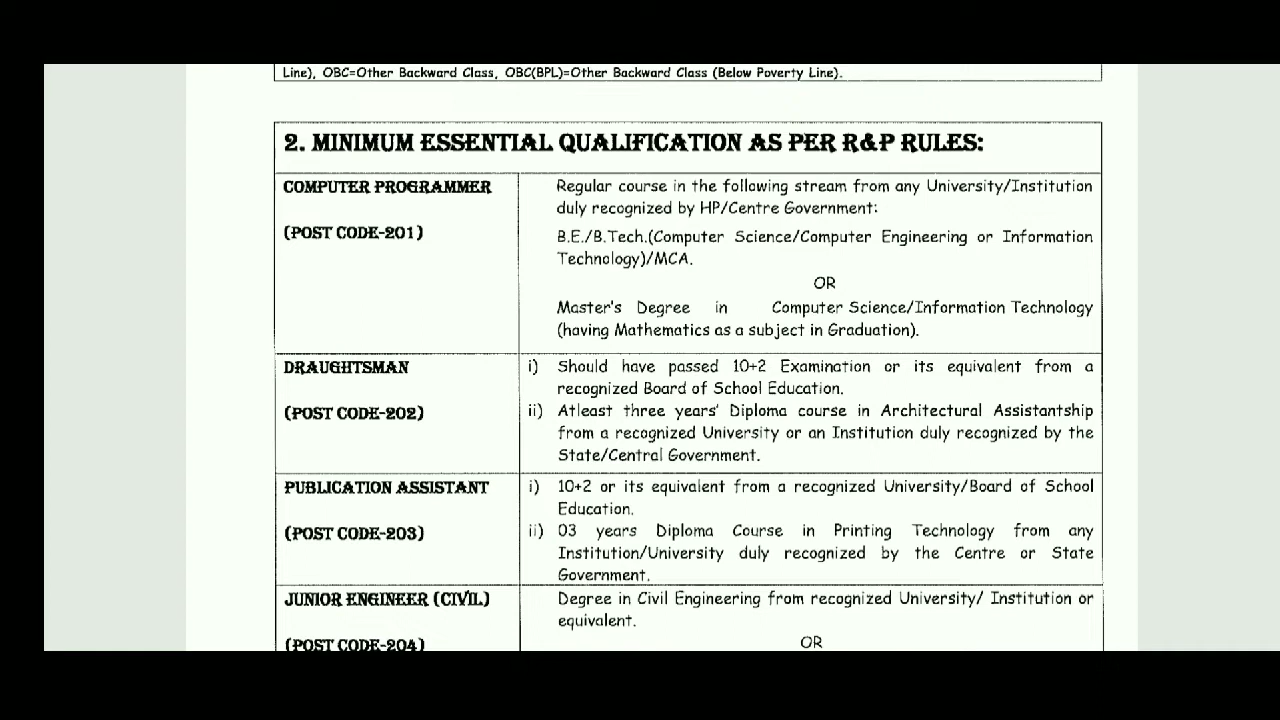 Line), OBC=Other Backward Class, OBC(BPL)=Other Backward Class (Below Poverty Line).
2. MINIMUM ESSENTIAL QUALIFICATION AS PER R&P RULES:
COMPUTER PROGRAMMER
(POST CODE-201)
Regular course in the following stream from any University/Institution
duly recognized by HP/Centre Government:
B.E./B.Tech.(Computer Science/Computer Engineering or Information
Technology)/MCA.
OR
Master's Degree in Computer Science/Information Technology
(having Mathematics as a subject in Graduation).
DRAUGHTSMAN
(POST CODE-202)
i) Should have passed 10+2 Examination or its equivalent from a
recognized Board of School Education.
ii) Atleast three years' Diploma course in Architectural Assistantship
from a recognized University or an Institution duly recognized by the
State/Central Government.
PUBLICATION ASSISTANT
(POST CODE-203)
i) 10+2 or its equivalent from a recognized University/Board of School
Education.
ii) 03 years Diploma Course in Printing Technology from any
Institution/University duly recognized by the Centre or State
Government.
JUNIOR ENGINEER (CIVIL)
(POST CODE-204)
Degree in Civil Engineering from recognized University/ Institution or
equivalent.
OR